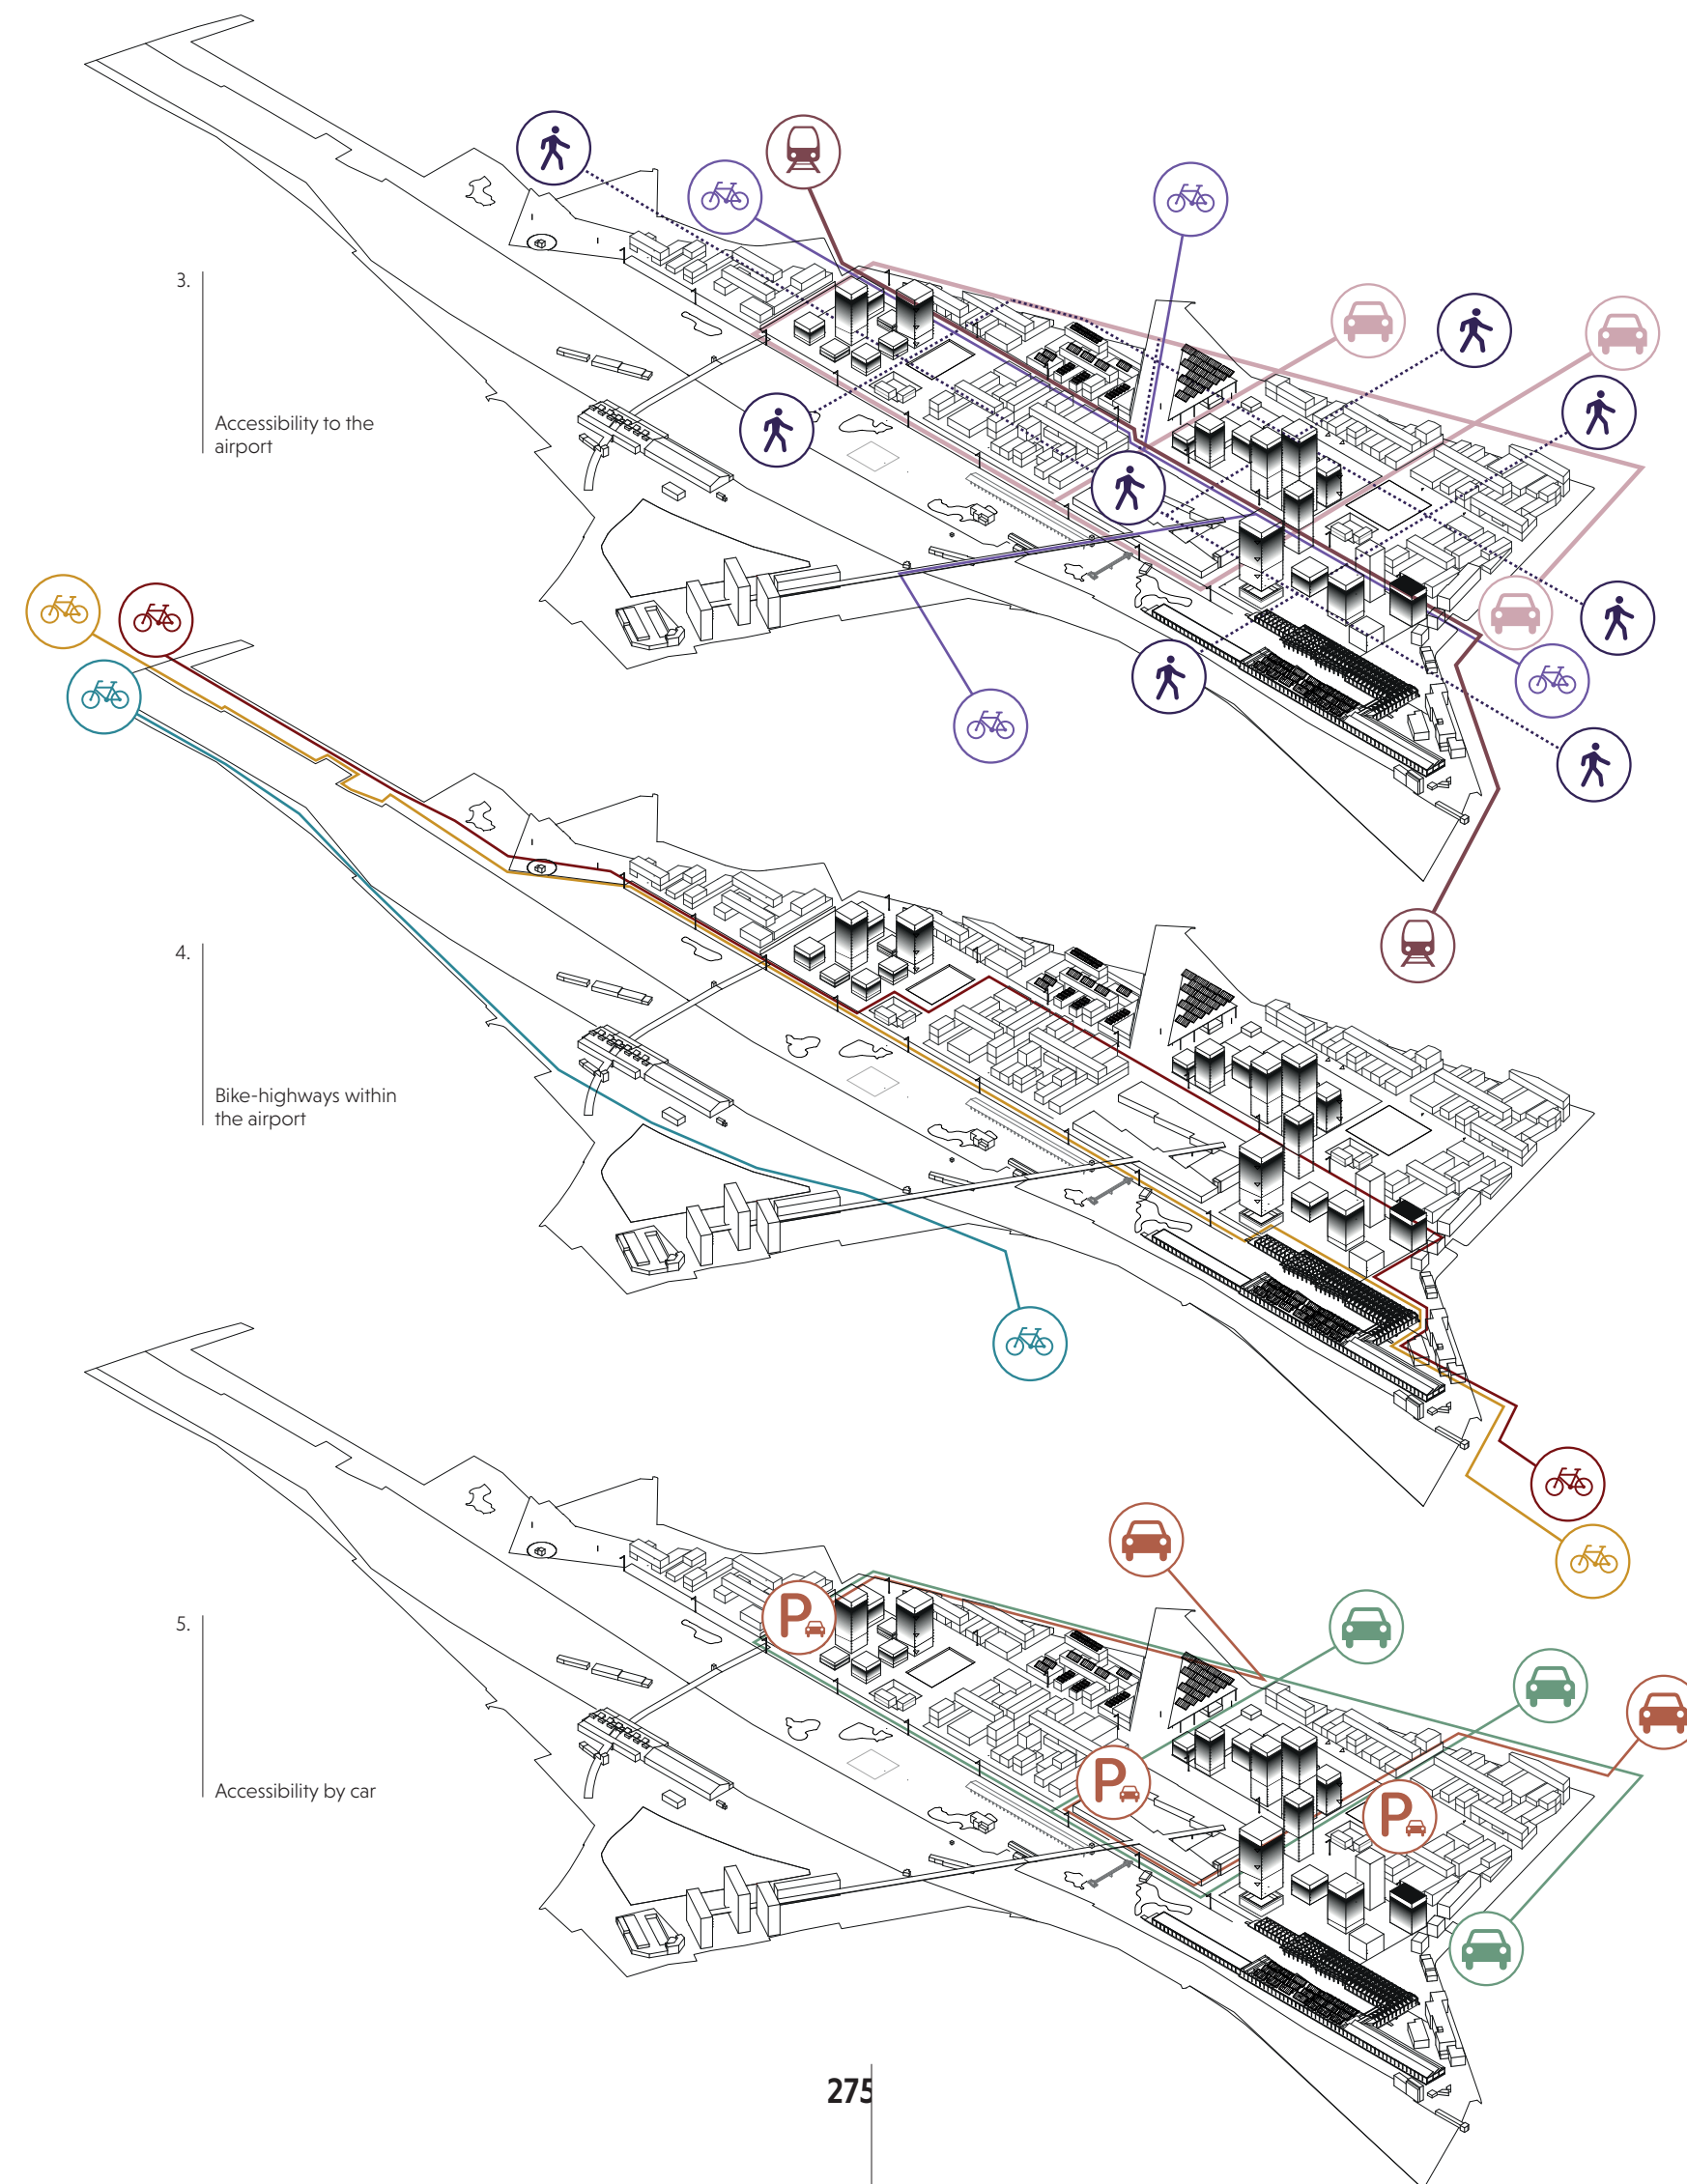 3.
Accessibility to the
airport
4.
Bike-highways within
the airport
P
P
P
5.
Accessibility by car
275